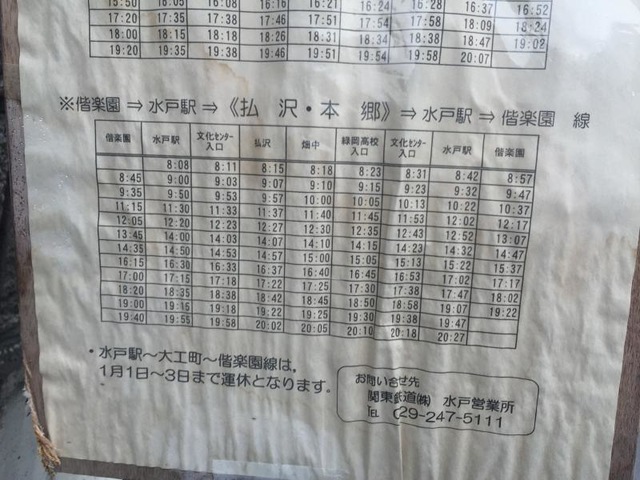 15:50 16:05 16:08 16:16 16:21 16:37 16:52
17:20 17:35 17:38 17:46 17:51 17:54 17:58 18:09 18:24
18:00 18:15 18:18 18:26 18:31 18:34 18:38 18:47 19:02
19:20 19:35 19:38 19:46 19:51 19:54 19:58 20:07
※偕楽園⇒水戸駅⇒《払 沢・本 郷》⇒水戸駅⇒偕楽園 線
偕楽園 水戸駅 文化センター入口 払沢 畑中 緑岡高校入口 文化センター入口 水戸駅 偕楽園
8:08 8:11 8:15 8:18 8:23 8:31 8:42 8:57
8:45 9:00 9:03 9:07 9:10 9:15 9:23 9:32 9:47
9:35 9:50 9:53 9:57 10:00 10:05 10:13 10:22 10:37
11:15 11:30 11:33 11:37 11:40 11:45 11:53 12:02 12:17
12:05 12:20 12:23 12:27 12:30 12:35 12:43 12:52 13:07
13:45 14:00 14:03 14:07 14:10 14:15 14:23 14:32 14:47
14:35 14:50 14:53 14:57 15:00 15:05 15:13 15:22 15:37
16:15 16:30 16:33 16:37 16:40 16:45 16:53 17:02 17:17
17:00 17:15 17:18 17:22 17:25 17:30 17:38 17:47 18:02
18:20 18:35 18:38 18:42 18:45 18:50 18:58 19:07 19:22
19:00 19:16 19:18 19:22 19:25 19:30 19:38 19:47
19:40 19:55 19:58 20:02 20:05 20:10 20:18 20:27
・水戸駅～大工町～偕楽園線は,
1月1日～3日まで運休となります。
お問い合せ先
関東鉄道㈱ 水戸営業所
TEL 029-247-5111